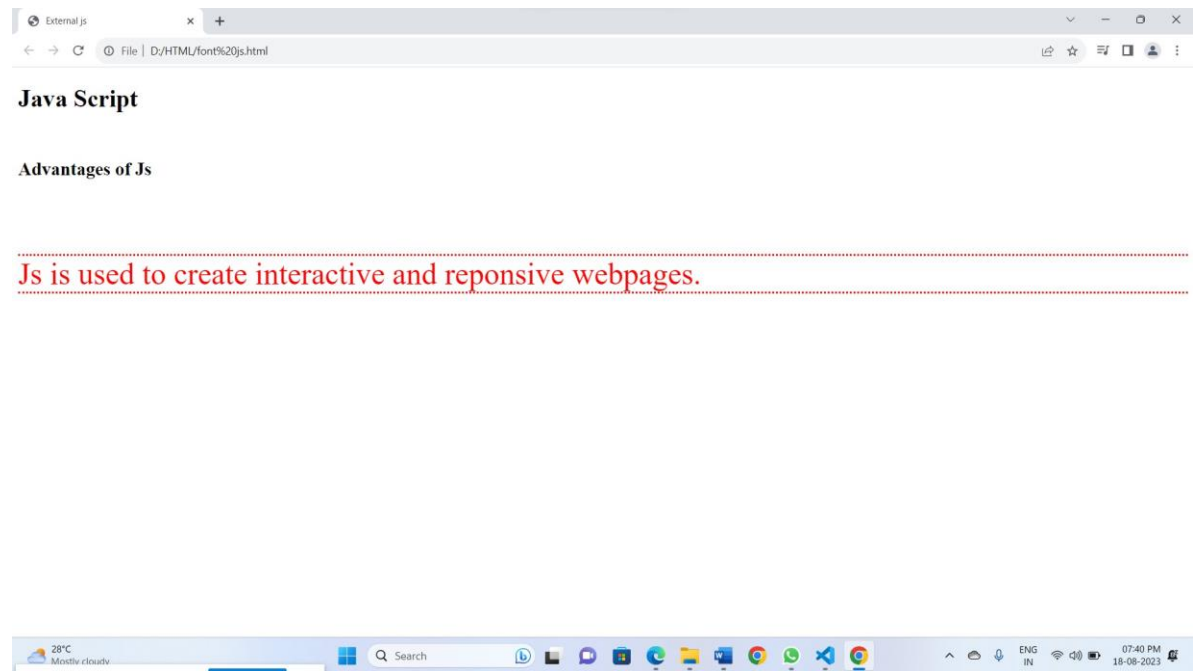 External js
File | D:/HTML/font%20js.html
Java Script
Advantages of Js
Js is used to create interactive and reponsive webpages.
28°C
Mostly cloudy
Search
ENG
IN
07:40 PM
18-08-2023